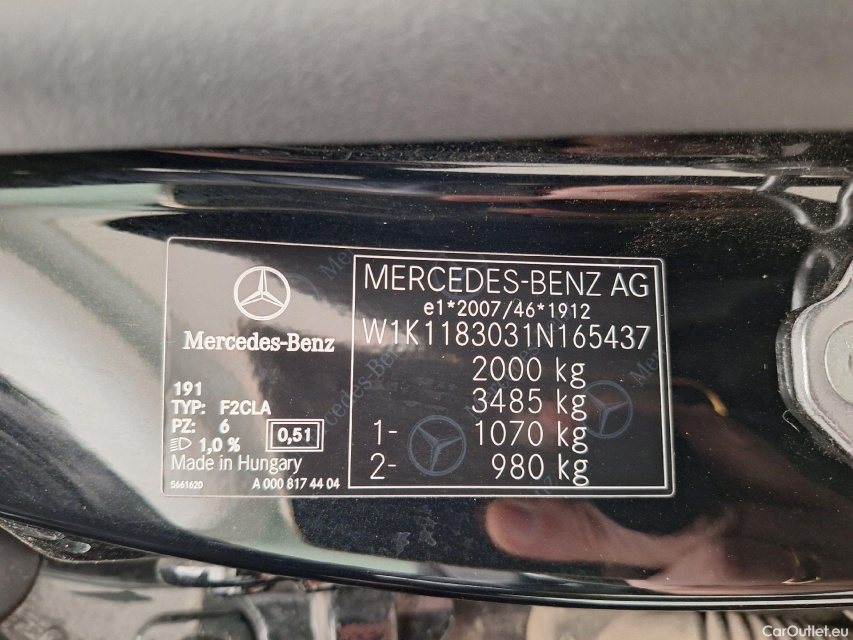 Mercedes-Benz
191
TYP: F2CLA
PZ: 6
1,0 %
0,51
Made in Hungary
5661620
A 000 817 44 04
MERCEDES-BENZ AG
e1*2007/46*1912
W1K1183031N165437
2000 kg
3485 kg
1- 1070 kg
2- 980 kg
CarOutlet.eu